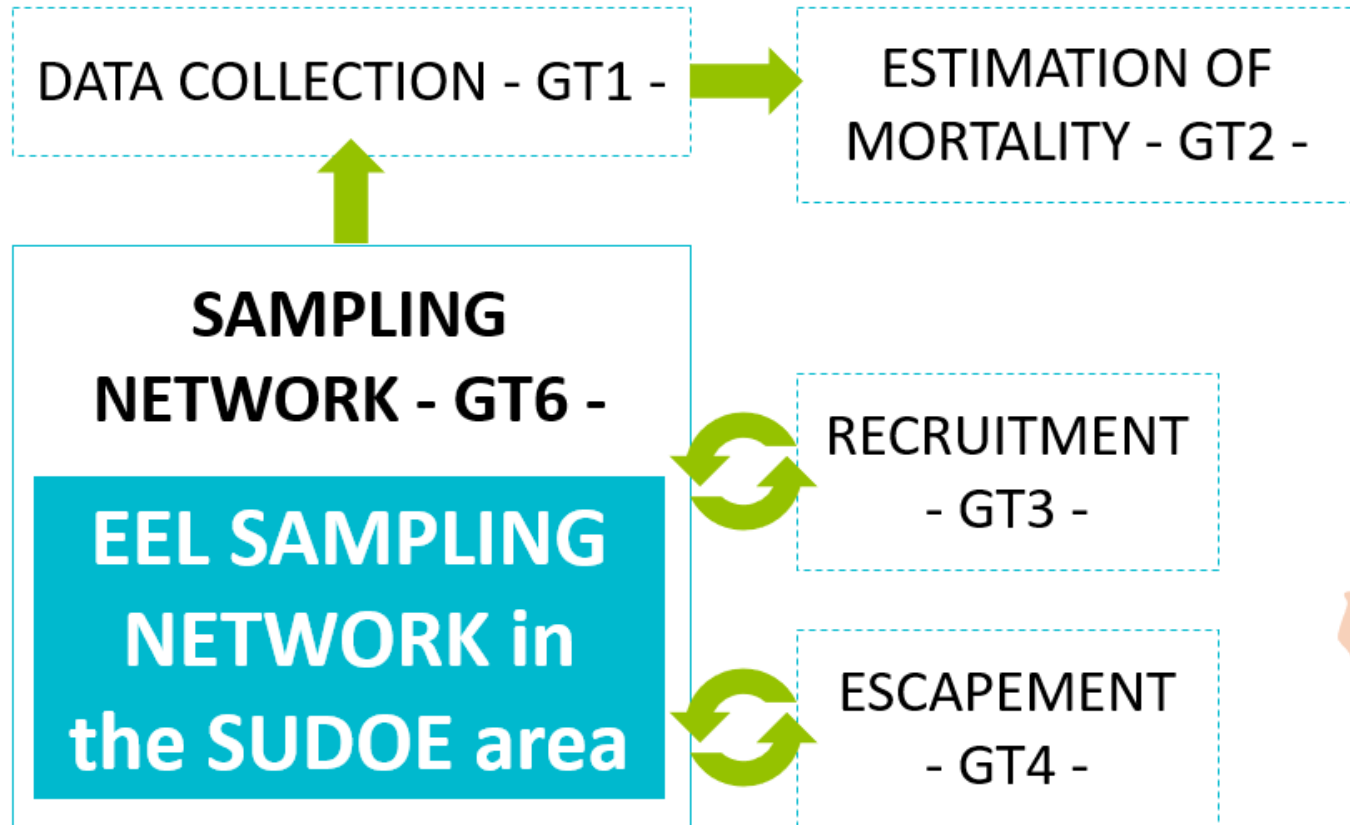 DATA COLLECTION - GT1 -
ESTIMATION OF
MORTALITY - GT2 -
SAMPLING
NETWORK - GT6 -
EEL SAMPLING
NETWORK in
the SUDOE area
RECRUITMENT
- GT3 -
ESCAPEMENT
- GT4 -